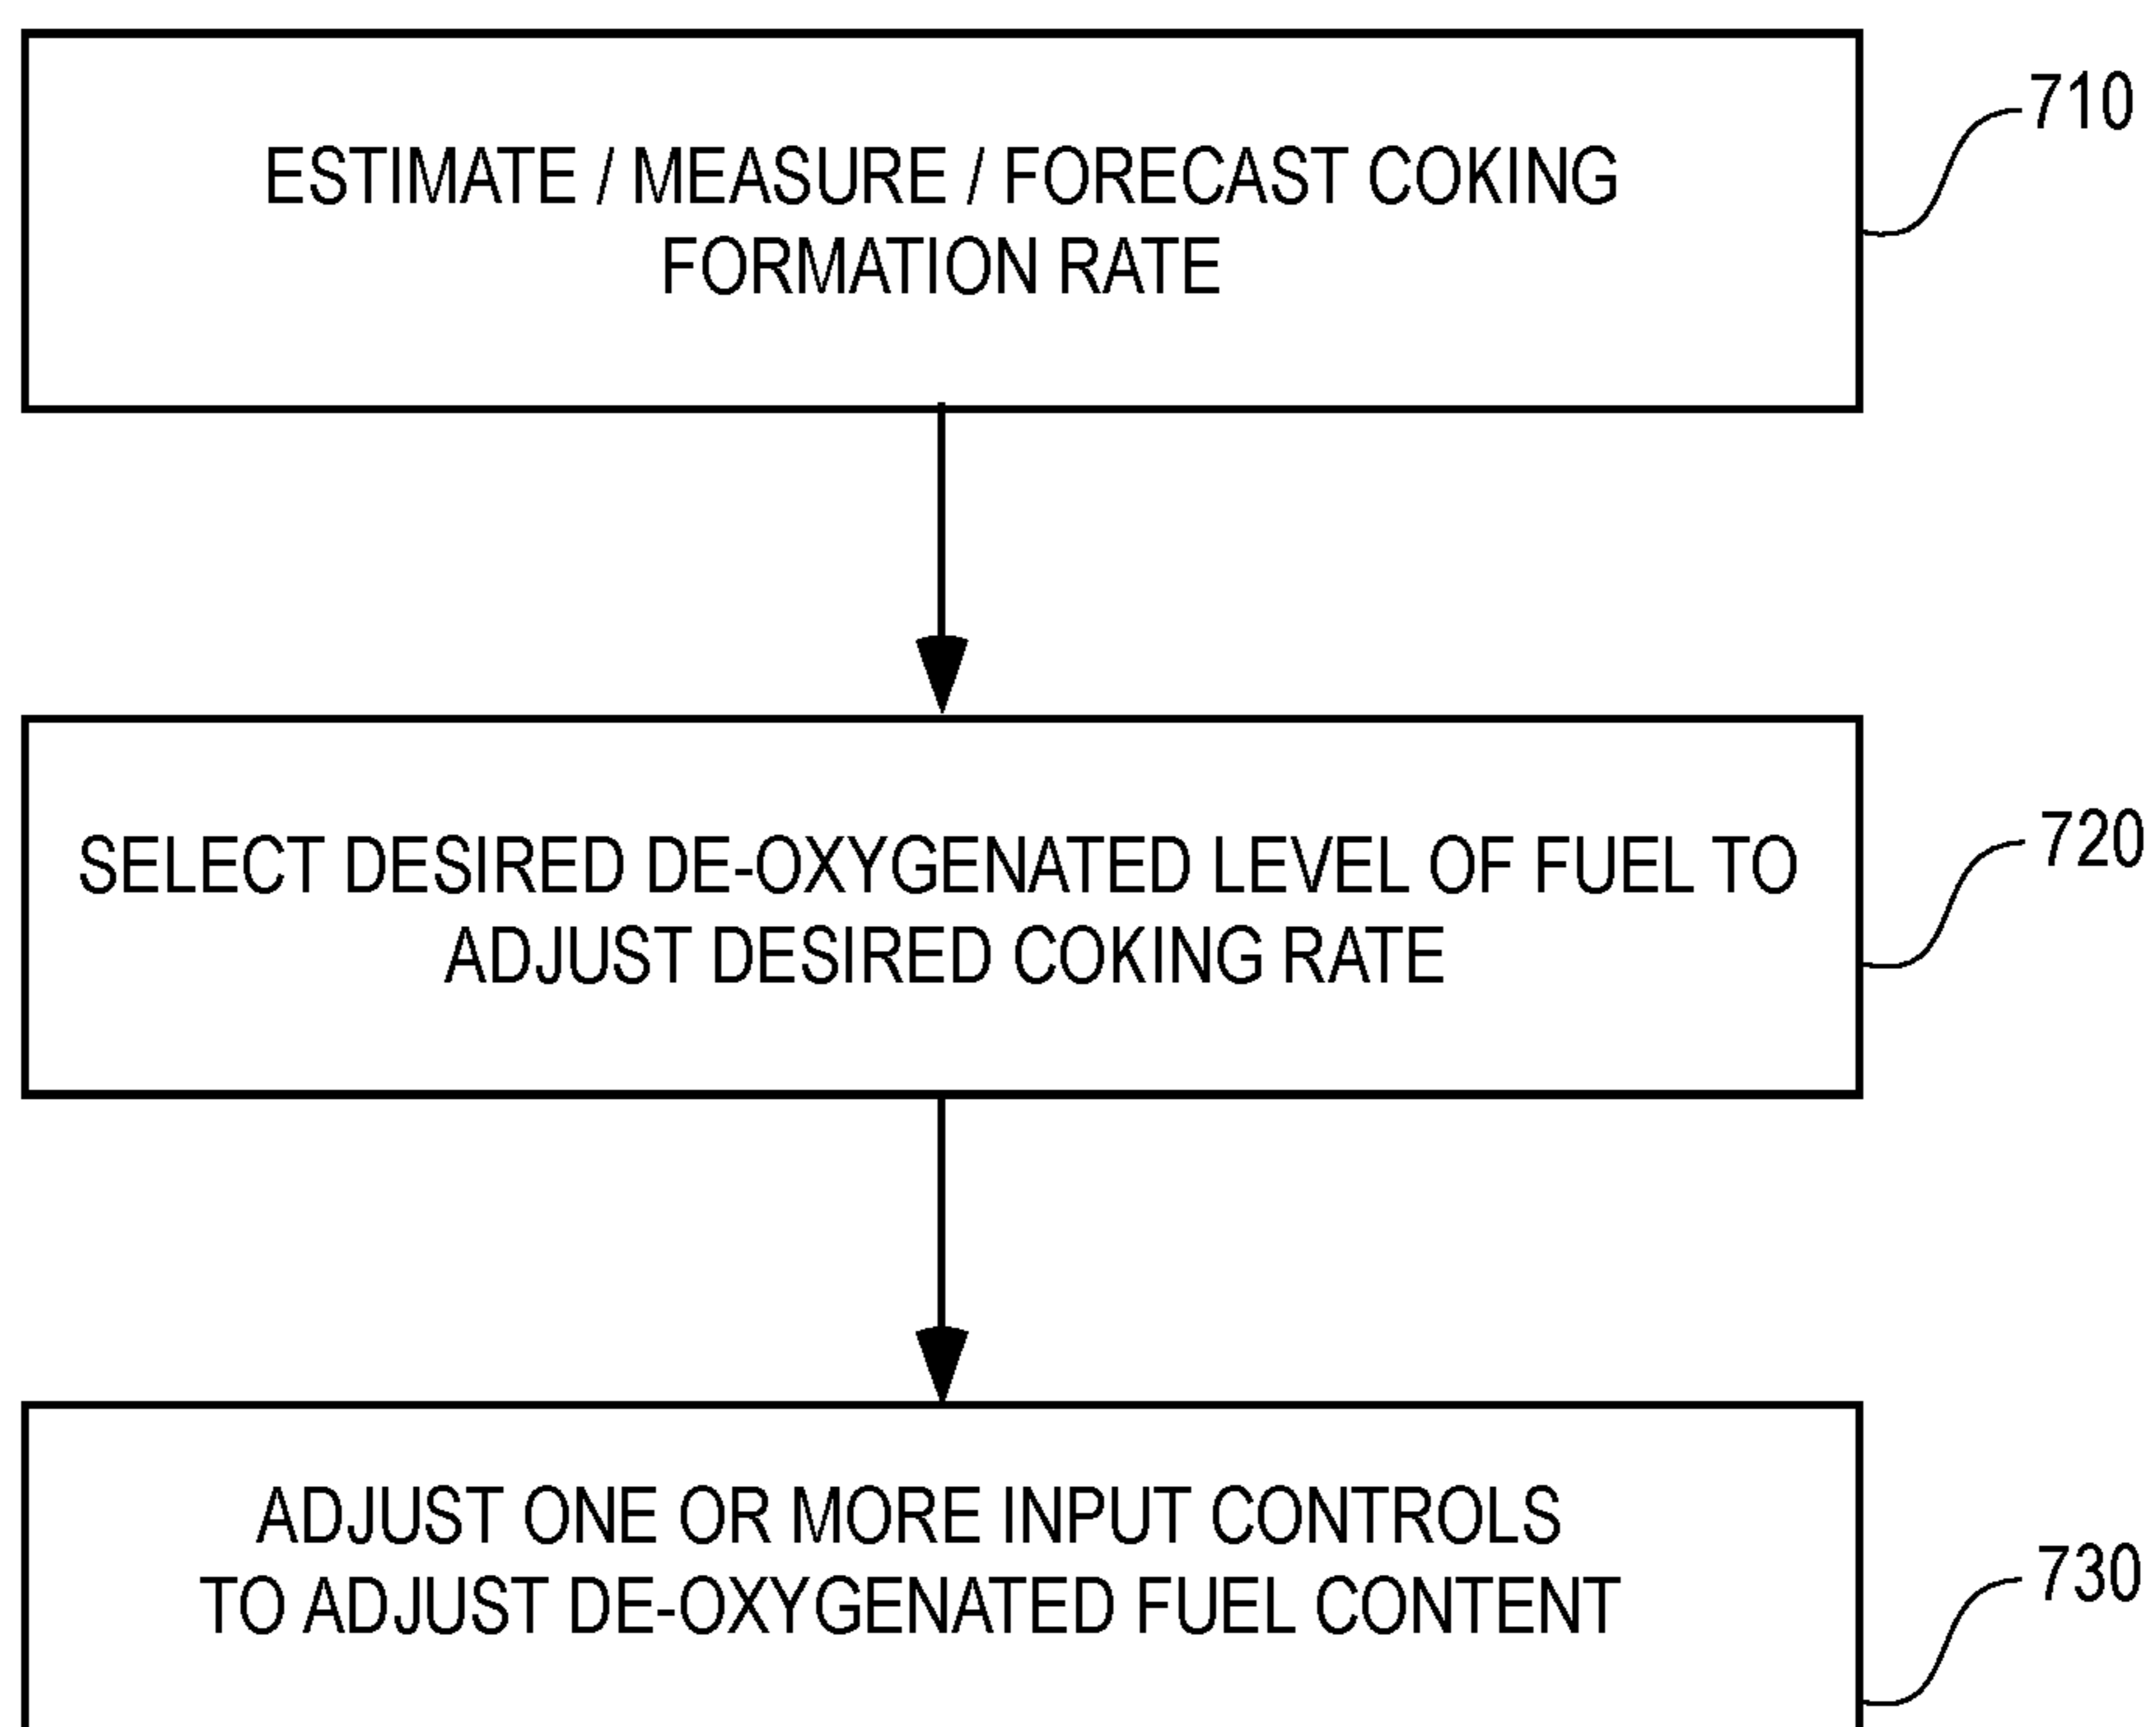 ESTIMATE / MEASURE / FORECAST COKING
FORMATION RATE
710
SELECT DESIRED DE-OXYGENATED LEVEL OF FUEL TO
ADJUST DESIRED COKING RATE
720
ADJUST ONE OR MORE INPUT CONTROLS
TO ADJUST DE-OXYGENATED FUEL CONTENT
730